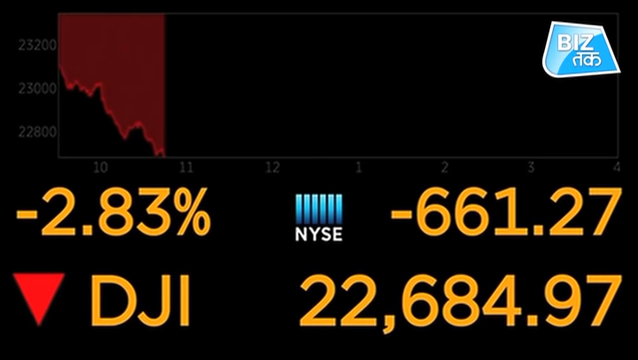 BIZ
तक
23200
23000
22800
10 11 12 1 2 3 4
-2.83% NYSE -661.27
DJI 22,684.97